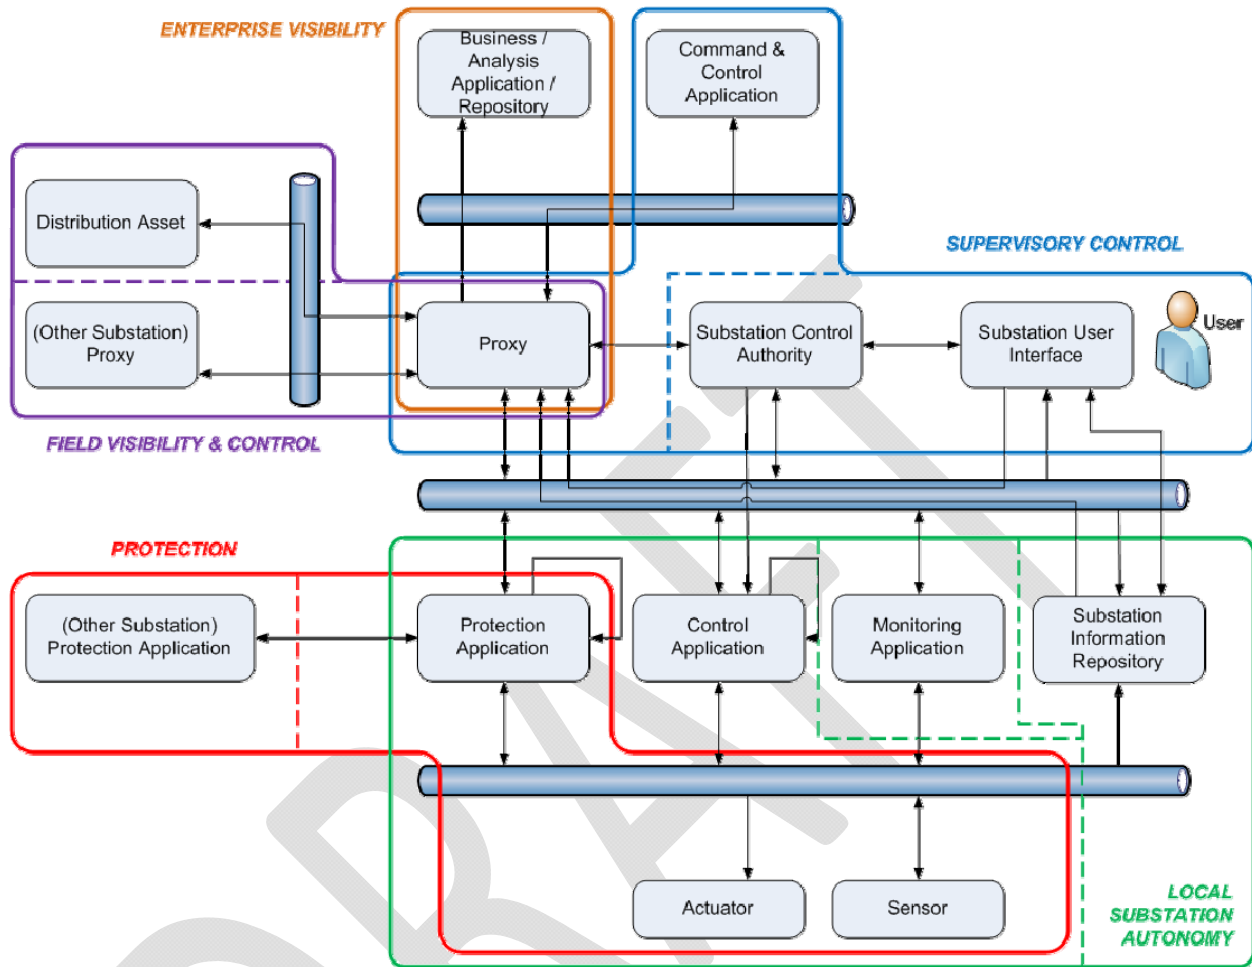 ENTERPRISE VISIBILITY
Business /
Analysis
Application /
Repository
Command &
Control
Application
Distribution Asset
SUPERVISORY CONTROL
(Other Substation)
Proxy
Proxy
Substation Control
Authority
Substation User
Interface
User
FIELD VISIBILITY & CONTROL
PROTECTION
(Other Substation)
Protection Application
Protection
Application
Control
Application
Monitoring
Application
Substation
Information
Repository
Actuator
Sensor
LOCAL
SUBSTATION
AUTONOMY
DRAFT